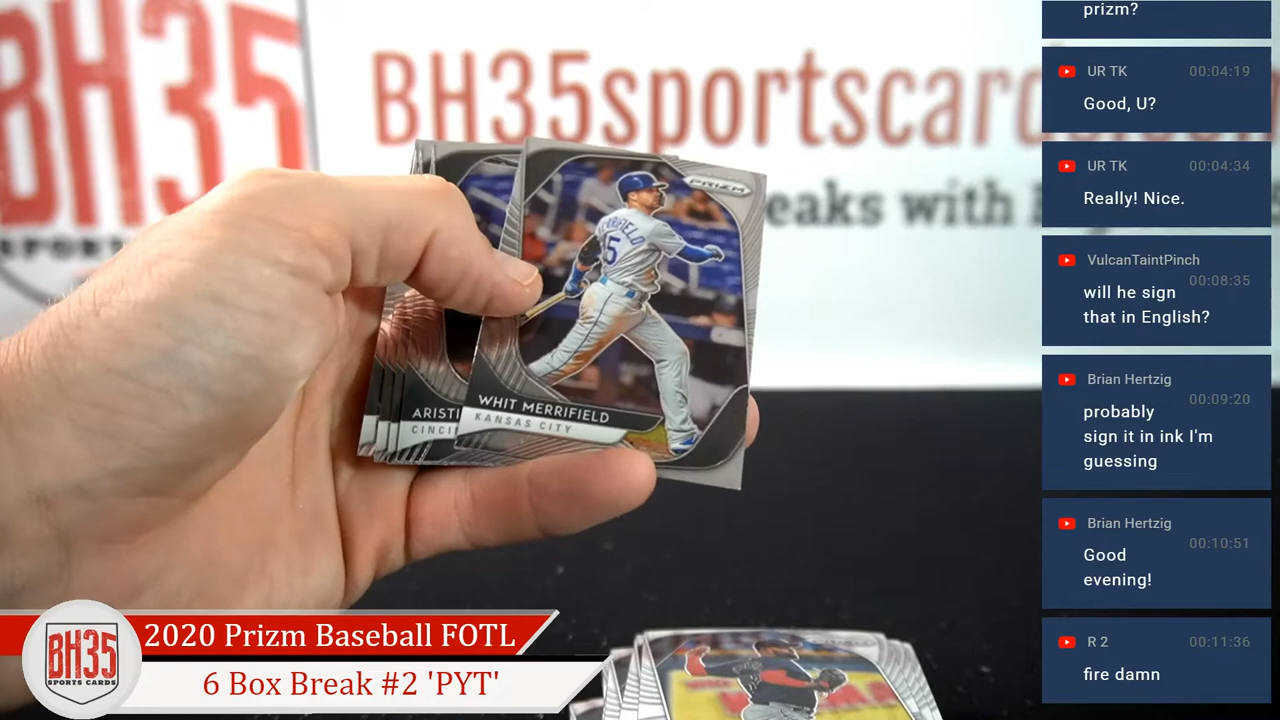 BH35
SPORTS CARDS
BH35sportscard
eaks with
PRIZM
15
WHIT MERRIFIELD
KANSAS CITY
ARISTI
CINCI
prizm?
UR TK 00:04:19
Good, U?
UR TK 00:04:34
Really! Nice.
VulcanTaintPinch
00:08:35
will he sign
that in English?
Brian Hertzig
00:09:20
probably
sign it in ink I'm
guessing
Brian Hertzig
00:10:51
Good
evening!
R 2 00:11:36
fire damn
BH35
SPORTS CARDS
2020 Prizm Baseball FOTL
6 Box Break #2 'PYT'